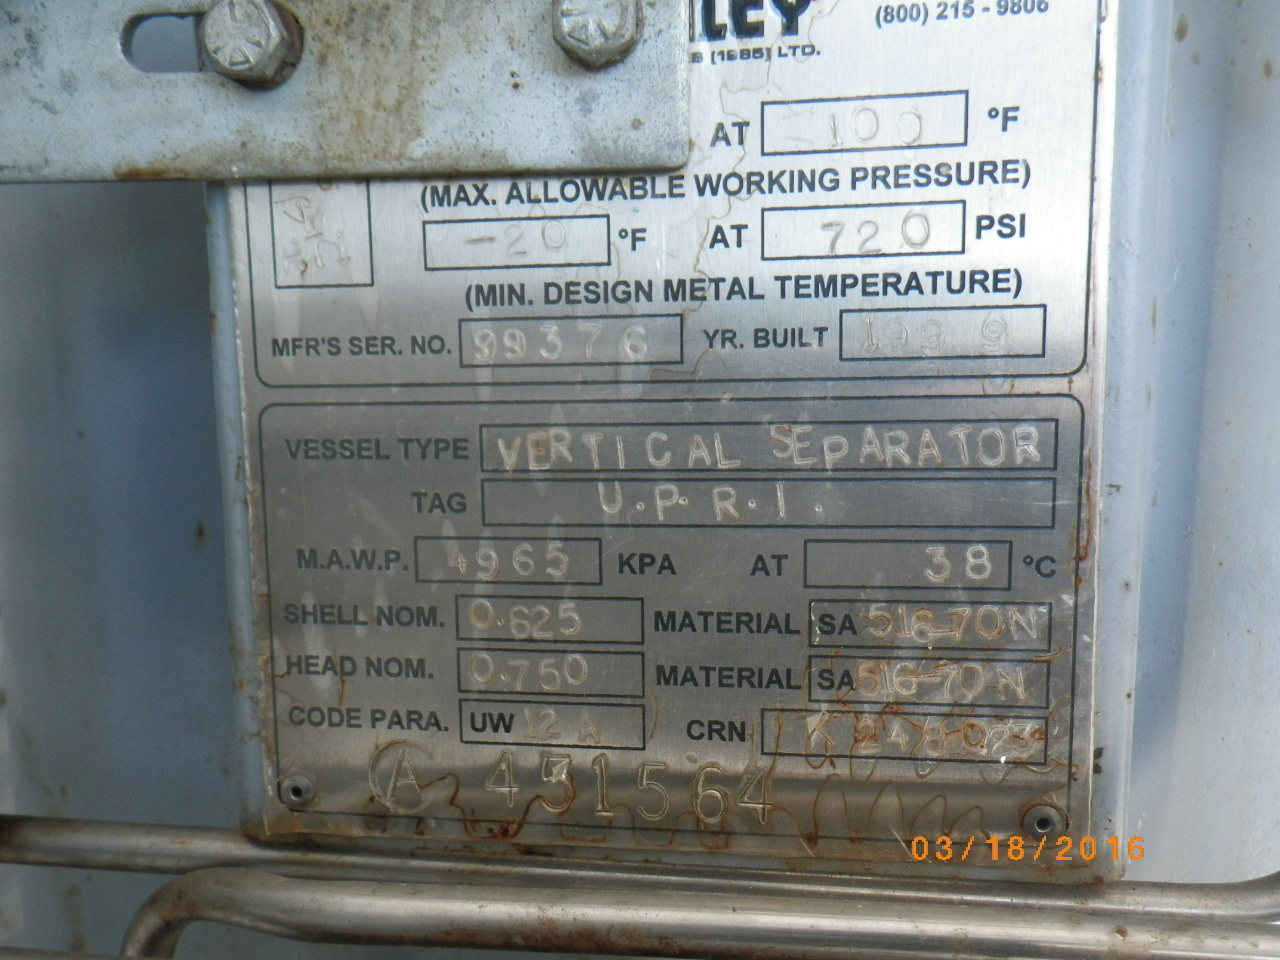 LEY
(800) 215 - 9806
[1985] LTD.
AT 100 °F
(MAX. ALLOWABLE WORKING PRESSURE)
-20 °F AT 720 PSI
(MIN. DESIGN METAL TEMPERATURE)
MFR'S SER. NO. 99376 YR. BUILT 1999
VESSEL TYPE VERTICAL SEPARATOR
TAG U.P.R.I.
M.A.W.P. 4965 KPA AT 38 °C
SHELL NOM. 0.625 MATERIAL SA 516-70N
HEAD NOM. 0.750 MATERIAL SA 516-70N
CODE PARA. UW 12 A CRN
A 431564
03/18/2016